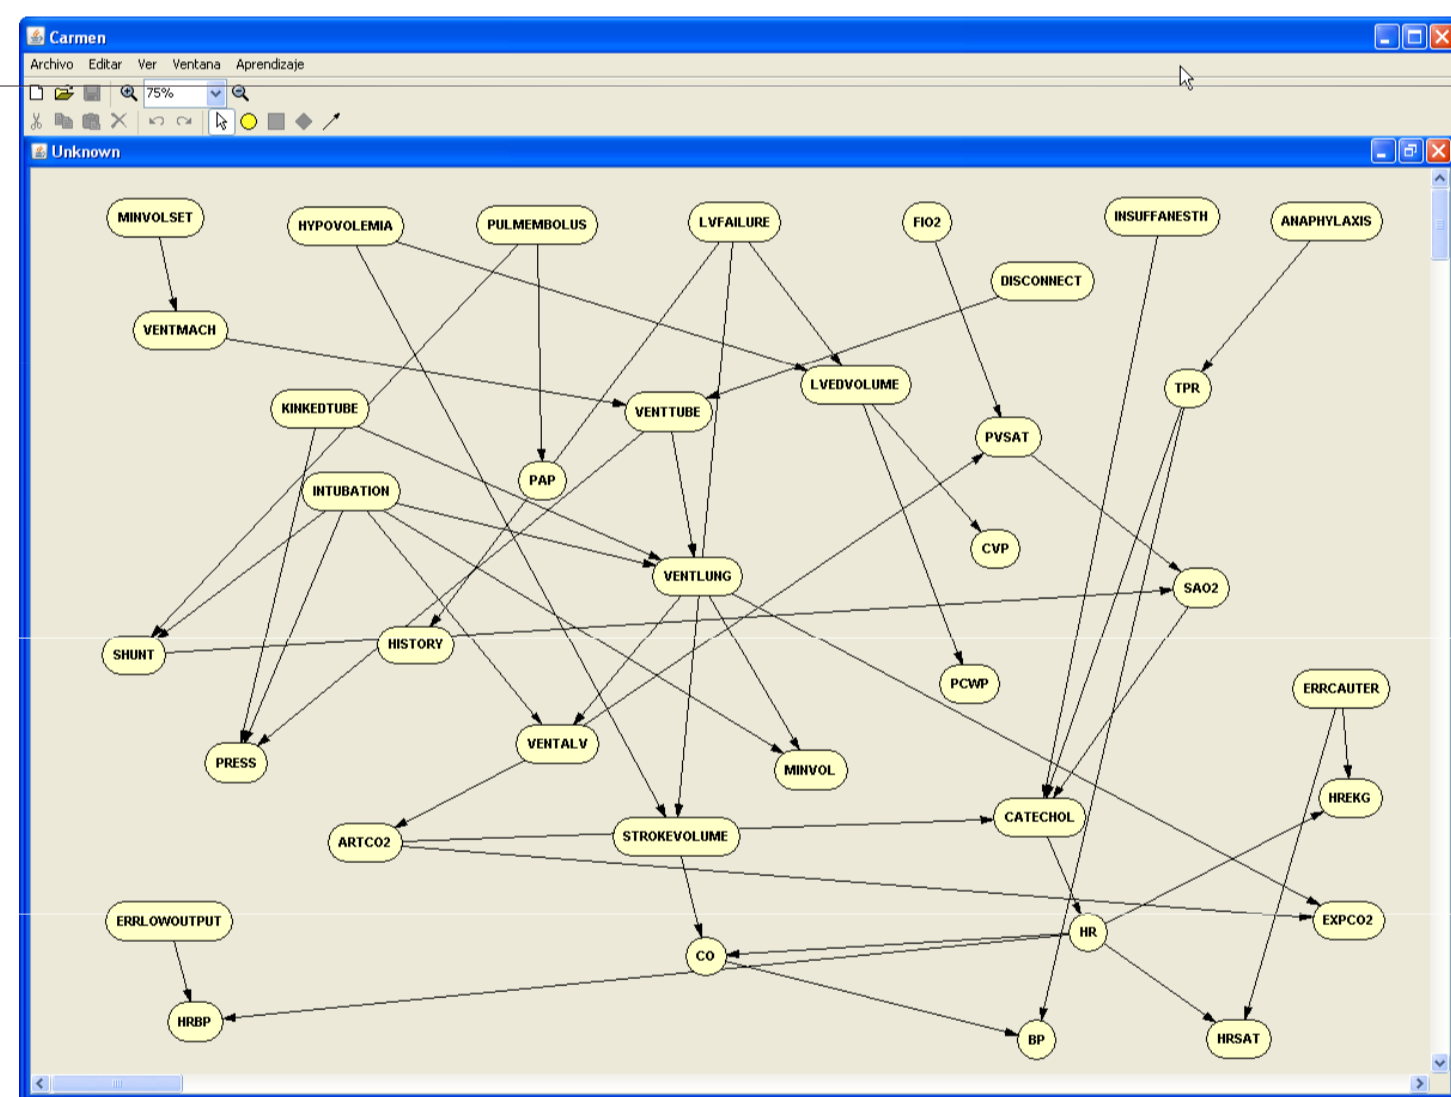 Carmen
Archivo Editar Ver Ventana Aprendizaje
75%
Unknown
MINVOLSET
HYPOVOLEMIA
PULMEMBOLUS
LVFAILURE
FIO2
INSUFFANESTH
ANAPHYLAXIS
DISCONNECT
VENTMACH
LVEDVOLUME
TPR
KINKEDTUBE
VENTTUBE
PVSAT
PAP
INTUBATION
CVP
VENTLUNG
SAO2
SHUNT
HISTORY
PCWP
ERRCAUTER
PRESS
VENTALV
MINVOL
HREKG
ARTCO2
STROKEVOLUME
CATECHOL
ERRLOWOUTPUT
EXPCO2
HR
CO
HRBP
BP
HRSAT